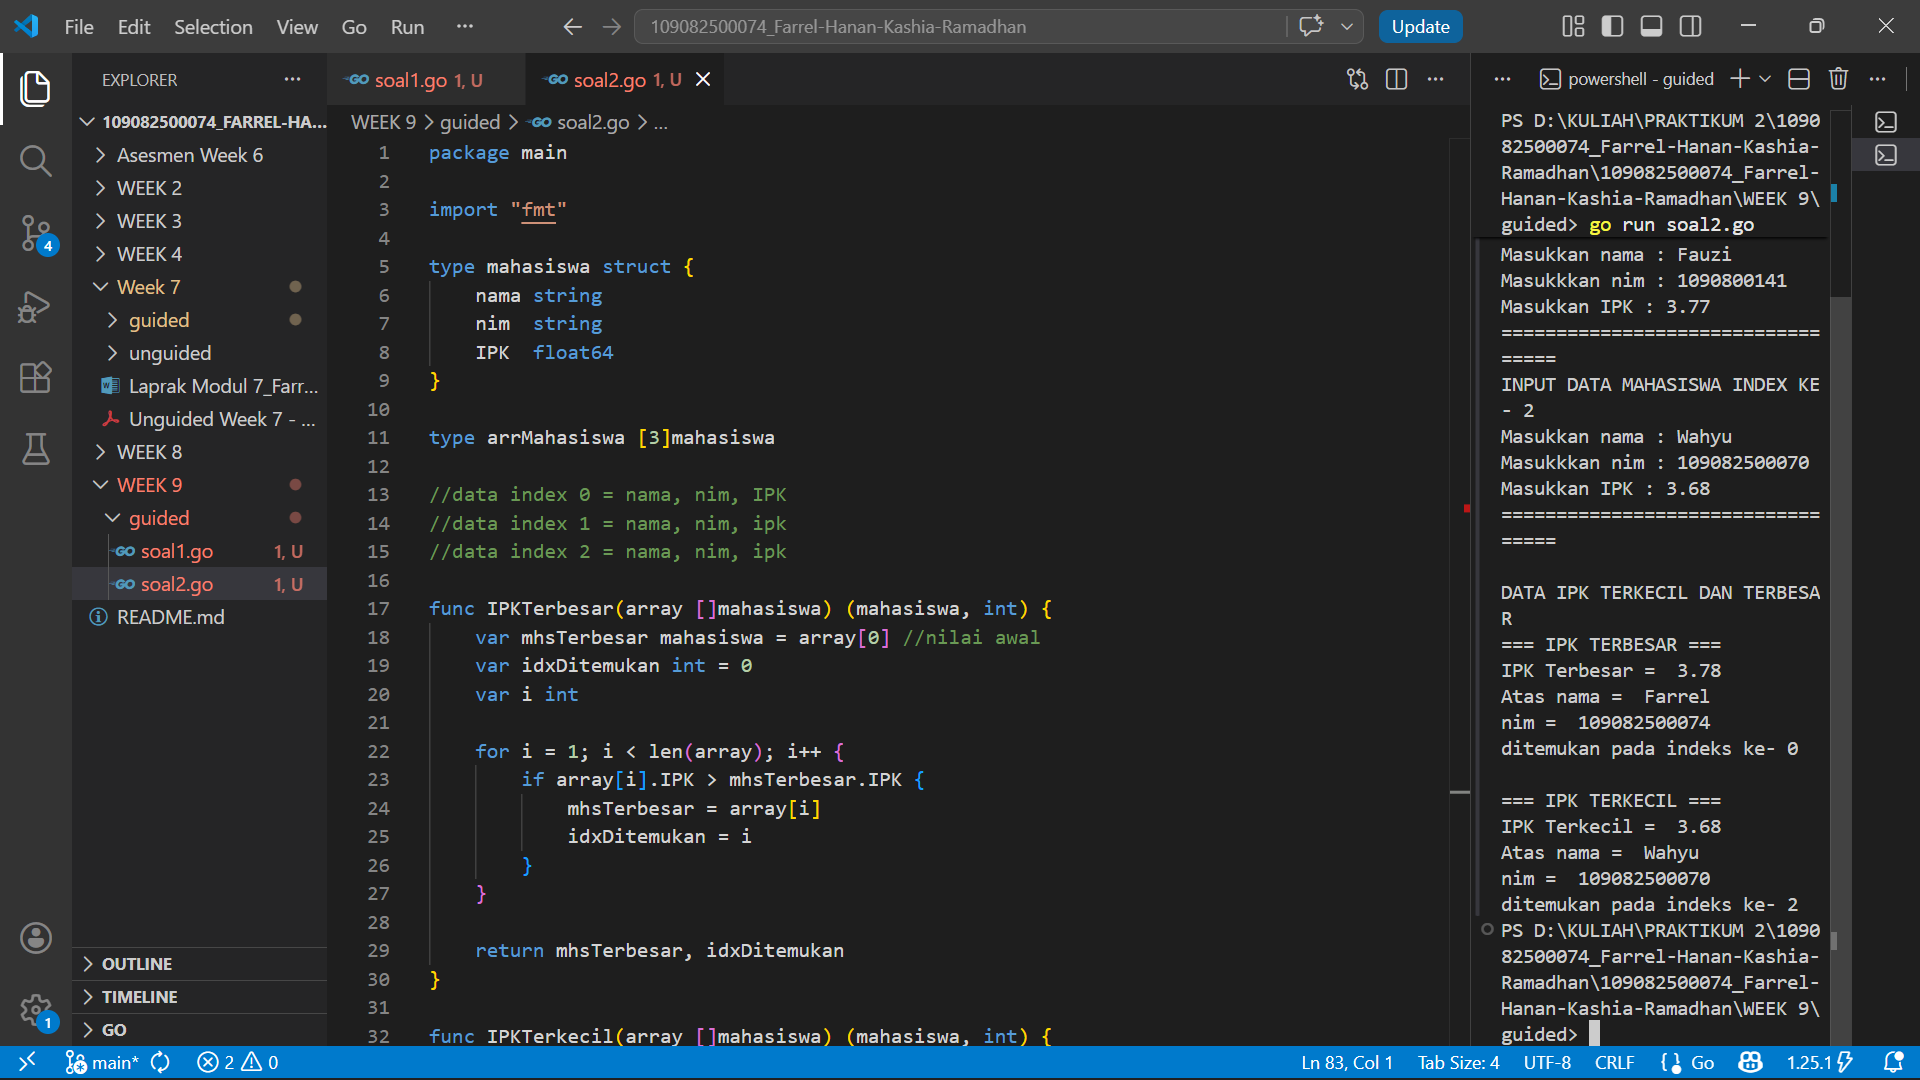 File Edit Selection View Go Run ···
109082500074_Farrel-Hanan-Kashia-Ramadhan
Update
EXPLORER
109082500074_FARREL-HA...
Asesmen Week 6
WEEK 2
WEEK 3
WEEK 4
Week 7
guided
unguided
Laprak Modul 7_Farr...
Unguided Week 7 - ...
WEEK 8
WEEK 9
guided
soal1.go 1, U
soal2.go 1, U
README.md
OUTLINE
TIMELINE
GO
4
1
soal1.go 1, U
soal2.go 1, U
WEEK 9 > guided > soal2.go > ...
1 package main
2
3 import "fmt"
4
5 type mahasiswa struct {
6 nama string
7 nim string
8 IPK float64
9 }
10
11 type arrMahasiswa [3]mahasiswa
12
13 //data index 0 = nama, nim, IPK
14 //data index 1 = nama, nim, ipk
15 //data index 2 = nama, nim, ipk
16
17 func IPKTerbesar(array []mahasiswa) (mahasiswa, int) {
18 var mhsTerbesar mahasiswa = array[0] //nilai awal
19 var idxDitemukan int = 0
20 var i int
21
22 for i = 1; i < len(array); i++ {
23 if array[i].IPK > mhsTerbesar.IPK {
24 mhsTerbesar = array[i]
25 idxDitemukan = i
26 }
27 }
28
29 return mhsTerbesar, idxDitemukan
30 }
31
32 func IPKTerkecil(array []mahasiswa) (mahasiswa, int) {
powershell - guided
PS D:\KULIAH\PRAKTIKUM 2\1090
82500074_Farrel-Hanan-Kashia-
Ramadhan\109082500074_Farrel-
Hanan-Kashia-Ramadhan\WEEK 9\
guided> go run soal2.go
Masukkan nama : Fauzi
Masukkkan nim : 1090800141
Masukkan IPK : 3.77
=============================
=====
INPUT DATA MAHASISWA INDEX KE
- 2
Masukkan nama : Wahyu
Masukkkan nim : 109082500070
Masukkan IPK : 3.68
=============================
=====
DATA IPK TERKECIL DAN TERBESA
R
=== IPK TERBESAR ===
IPK Terbesar =  3.78
Atas nama =  Farrel
nim =  109082500074
ditemukan pada indeks ke- 0
=== IPK TERKECIL ===
IPK Terkecil =  3.68
Atas nama =  Wahyu
nim =  109082500070
ditemukan pada indeks ke- 2
PS D:\KULIAH\PRAKTIKUM 2\1090
82500074_Farrel-Hanan-Kashia-
Ramadhan\109082500074_Farrel-
Hanan-Kashia-Ramadhan\WEEK 9\
guided>
main* 2 0 Ln 83, Col 1 Tab Size: 4 UTF-8 CRLF {} Go 1.25.1